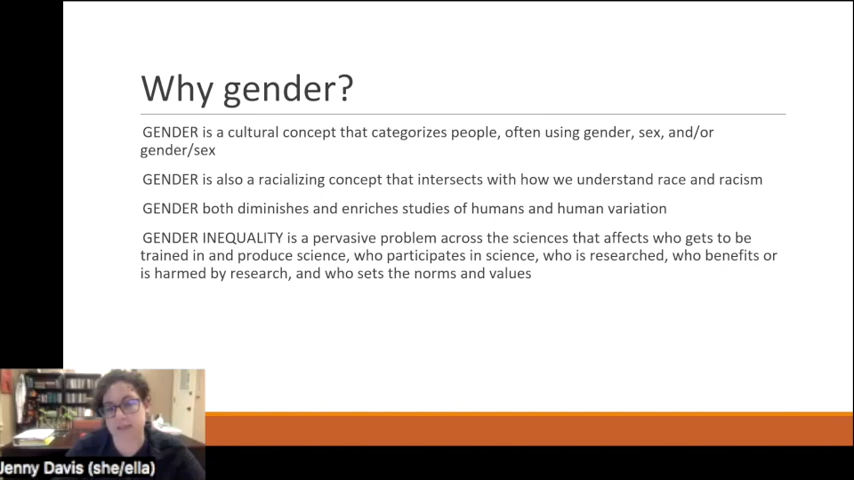 Why gender?
GENDER is a cultural concept that categorizes people, often using gender, sex, and/or
gender/sex
GENDER is also a racializing concept that intersects with how we understand race and racism
GENDER both diminishes and enriches studies of humans and human variation
GENDER INEQUALITY is a pervasive problem across the sciences that affects who gets to be
trained in and produce science, who participates in science, who is researched, who benefits or
is harmed by research, and who sets the norms and values
Jenny Davis (she/ella)